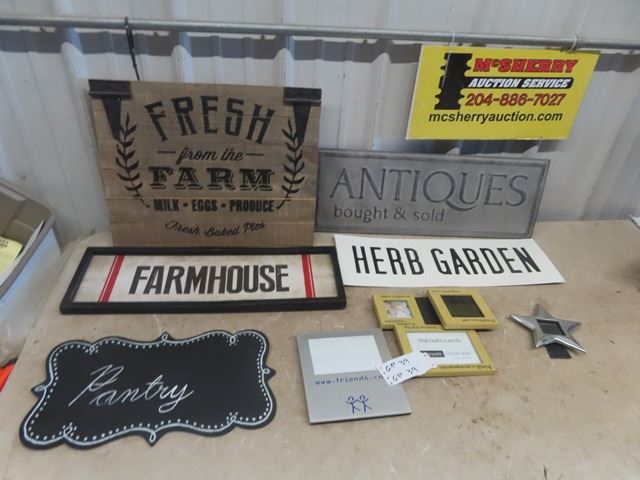 McSHERRY
AUCTION SERVICE
204-886-7027
mcsherryauction.com
FRESH
from the
FARM
MILK • EGGS • PRODUCE
Fresh Baked Pies
ANTIQUES
bought & sold
HERB GARDEN
FARMHOUSE
Pantry
GP 39
GP 39